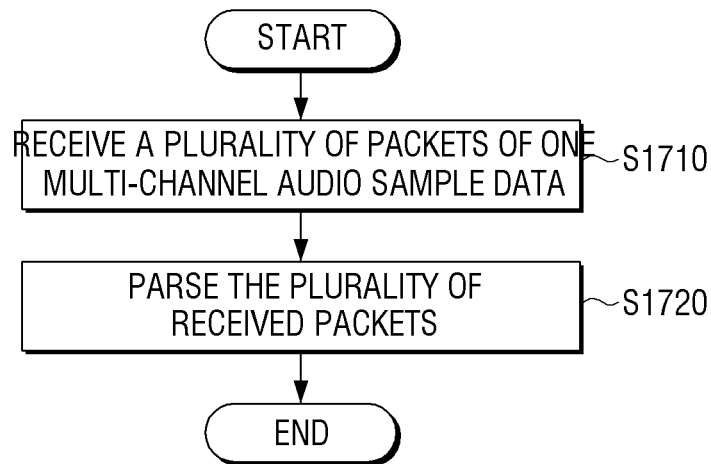 START
RECEIVE A PLURALITY OF PACKETS OF ONE
MULTI-CHANNEL AUDIO SAMPLE DATA
S1710
PARSE THE PLURALITY OF
RECEIVED PACKETS
S1720
END